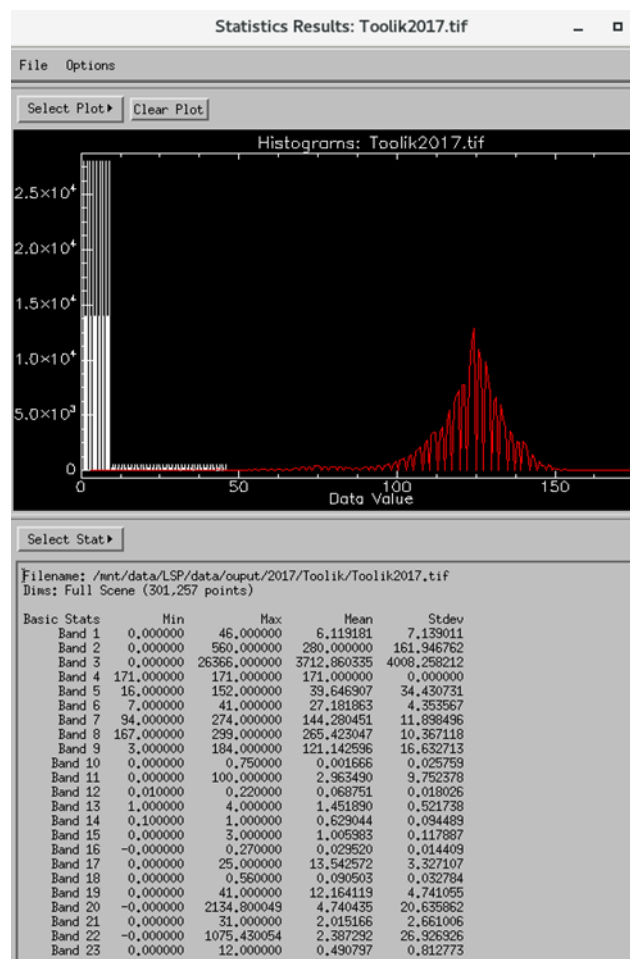 Statistics Results: Toolik2017.tif
File Options
Select Plot Clear Plot
Histograms: Toolik2017.tif
2.5×10⁴
2.0×10⁴
1.5×10⁴
1.0×10⁴
5.0×10³
0
0 50 100 150
Data Value
Select Stat
Filename: /mnt/data/LSP/data/ouput/2017/Toolik/Toolik2017.tif
Dims: Full Scene (301,257 points)
Basic Stats Min Max Mean Stdev
Band 1 0.000000 46.000000 6.119181 7.139011
Band 2 0.000000 560.000000 280.000000 161.946762
Band 3 0.000000 26366.000000 3712.860335 4008.258212
Band 4 171.000000 171.000000 171.000000 0.000000
Band 5 16.000000 152.000000 39.646907 34.430731
Band 6 7.000000 41.000000 27.181863 4.353567
Band 7 94.000000 274.000000 144.280451 11.898496
Band 8 167.000000 299.000000 265.423047 10.367118
Band 9 3.000000 184.000000 121.142596 16.632713
Band 10 0.000000 0.750000 0.001666 0.025759
Band 11 0.000000 100.000000 2.963490 9.752378
Band 12 0.010000 0.220000 0.068751 0.018026
Band 13 1.000000 4.000000 1.451890 0.521738
Band 14 0.100000 1.000000 0.629044 0.094489
Band 15 0.000000 3.000000 1.005983 0.117887
Band 16 -0.000000 0.270000 0.029520 0.014409
Band 17 0.000000 25.000000 13.542572 3.327107
Band 18 0.000000 0.560000 0.090503 0.032784
Band 19 0.000000 41.000000 12.164119 4.741055
Band 20 -0.000000 2134.800049 4.740435 20.635862
Band 21 0.000000 31.000000 2.015166 2.661006
Band 22 -0.000000 1075.430054 2.387292 26.926926
Band 23 0.000000 12.000000 0.490797 0.812773